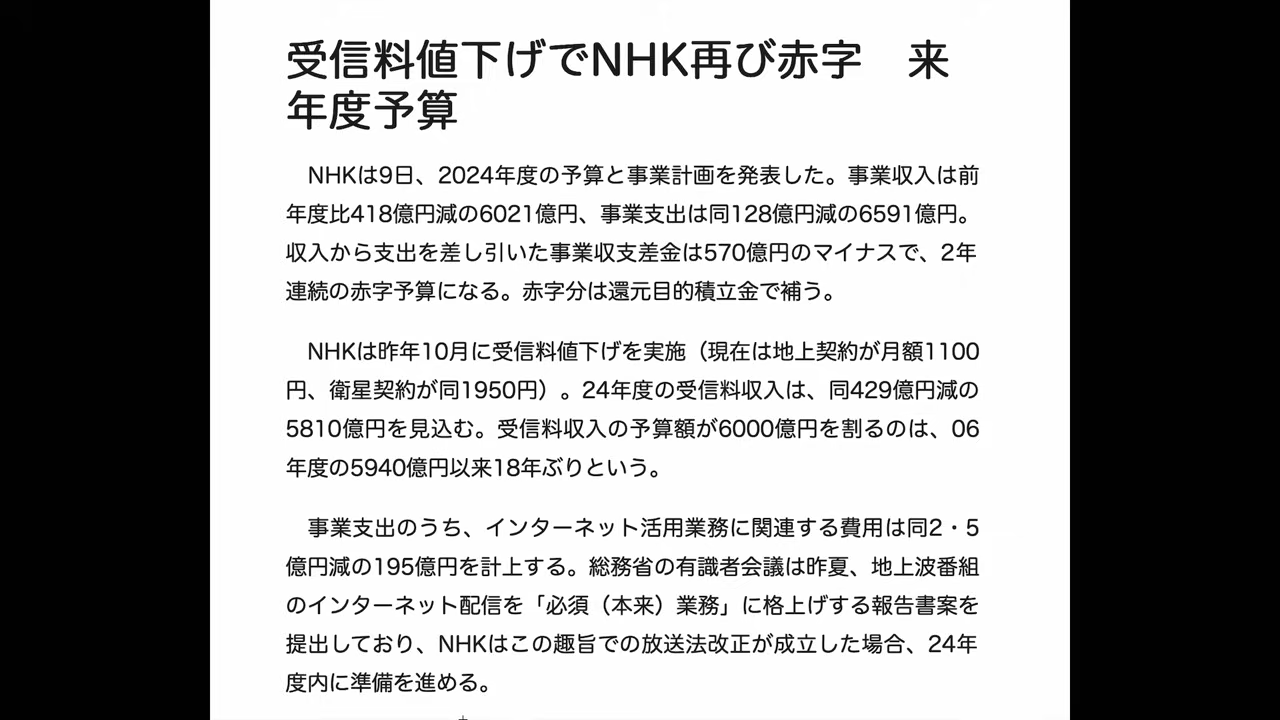 受信料値下げでNHK再び赤字　来
年度予算
　NHKは9日、2024年度の予算と事業計画を発表した。事業収入は前
年度比418億円減の6021億円、事業支出は同128億円減の6591億円。
収入から支出を差し引いた事業収支差金は570億円のマイナスで、2年
連続の赤字予算になる。赤字分は還元目的積立金で補う。
　NHKは昨年10月に受信料値下げを実施（現在は地上契約が月額1100
円、衛星契約が同1950円）。24年度の受信料収入は、同429億円減の
5810億円を見込む。受信料収入の予算額が6000億円を割るのは、06
年度の5940億円以来18年ぶりという。
　事業支出のうち、インターネット活用業務に関連する費用は同2・5
億円減の195億円を計上する。総務省の有識者会議は昨夏、地上波番組
のインターネット配信を「必須（本来）業務」に格上げする報告書案を
提出しており、NHKはこの趣旨での放送法改正が成立した場合、24年
度内に準備を進める。